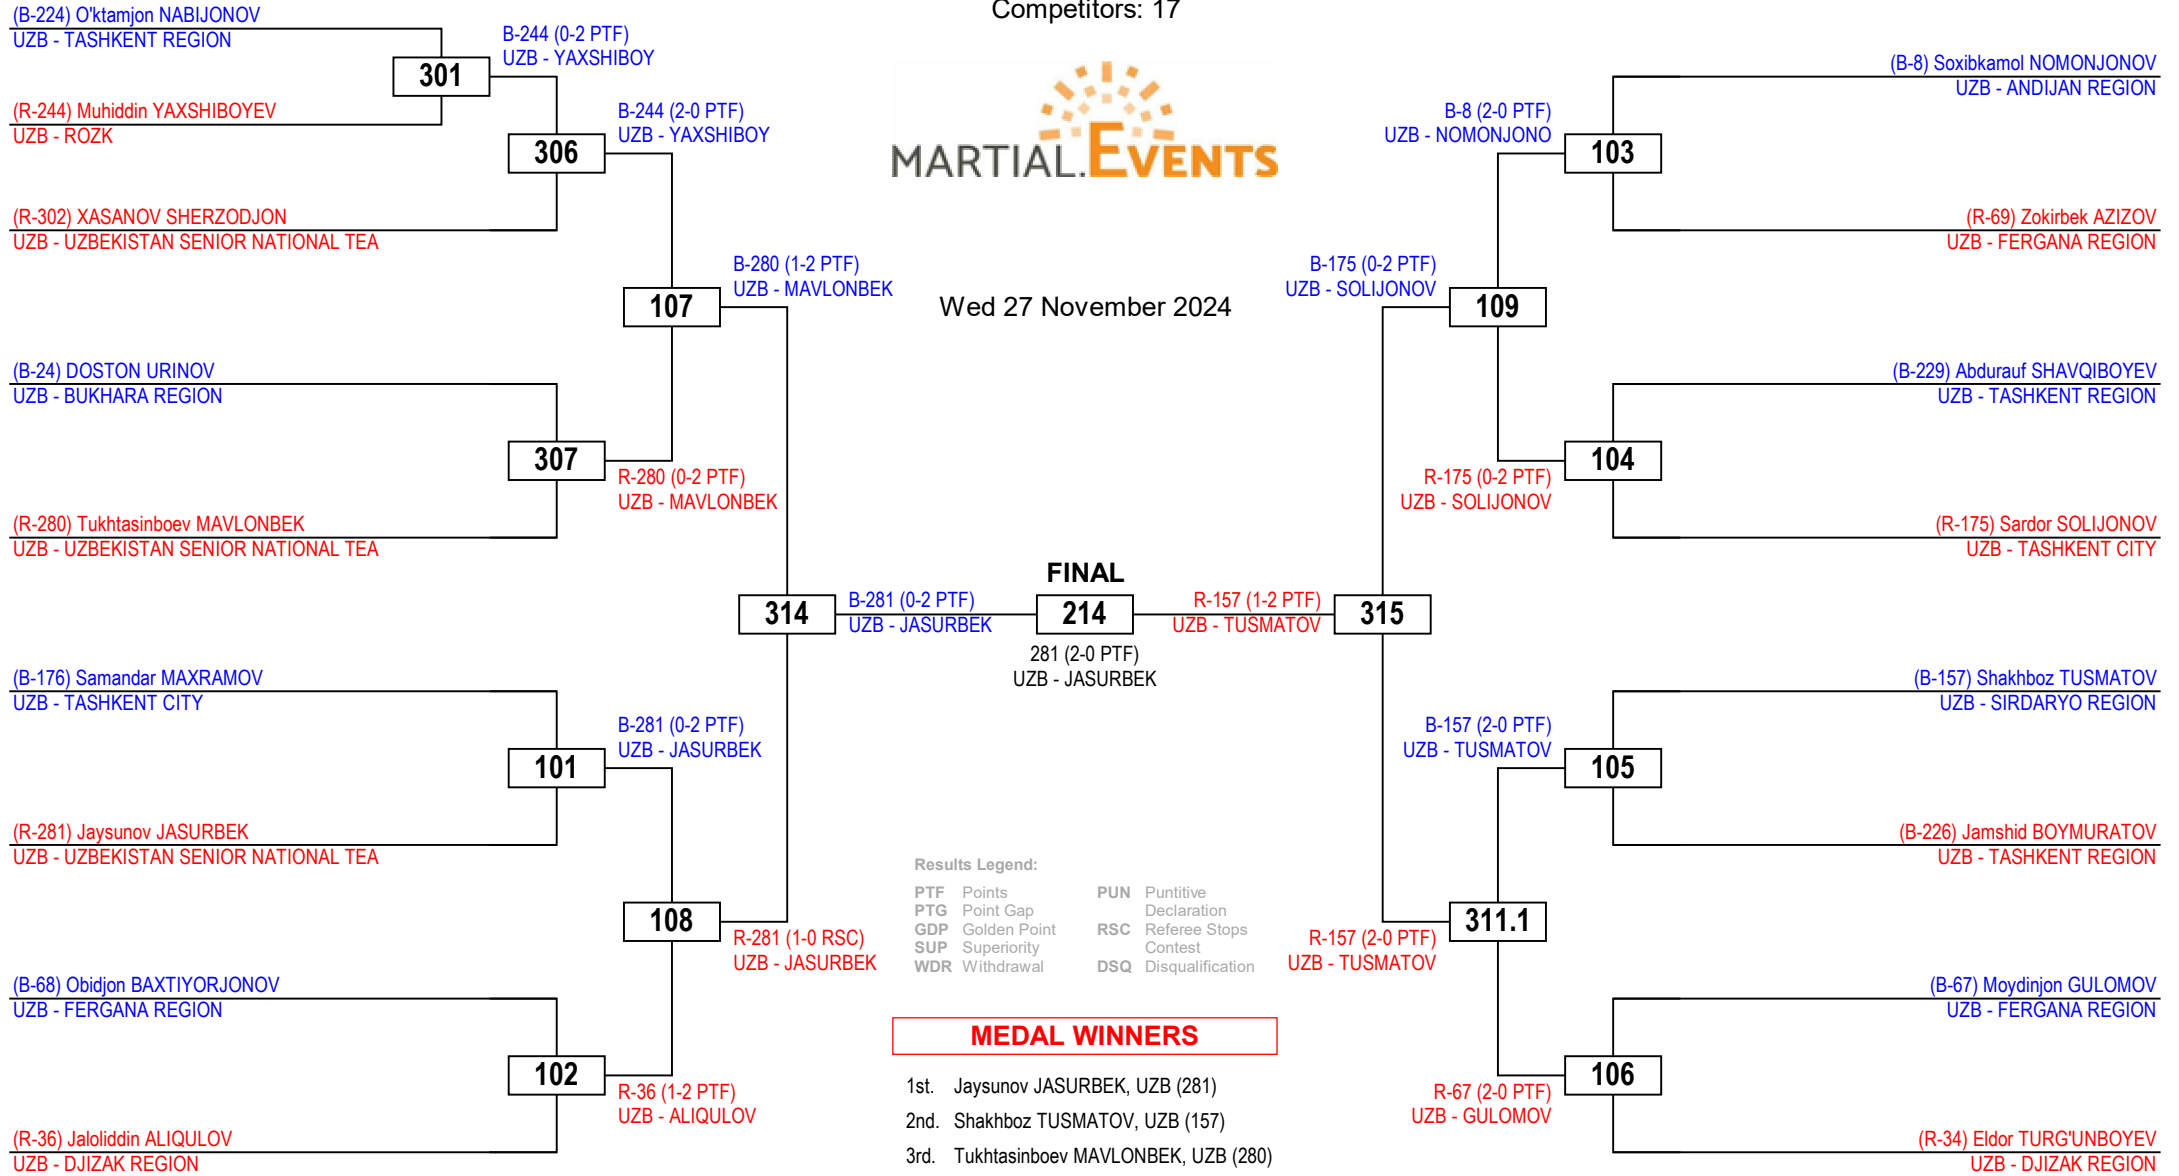 Competitors: 17
MARTIAL.EVENTS
Wed 27 November 2024
(B-224) O'ktamjon NABIJONOV
UZB - TASHKENT REGION
301
(R-244) Muhiddin YAXSHIBOYEV
UZB - ROZK
B-244 (0-2 PTF)
UZB - YAXSHIBOY
306
(R-302) XASANOV SHERZODJON
UZB - UZBEKISTAN SENIOR NATIONAL TEA
B-244 (2-0 PTF)
UZB - YAXSHIBOY
107
(B-24) DOSTON URINOV
UZB - BUKHARA REGION
307
(R-280) Tukhtasinboev MAVLONBEK
UZB - UZBEKISTAN SENIOR NATIONAL TEA
R-280 (0-2 PTF)
UZB - MAVLONBEK
B-280 (1-2 PTF)
UZB - MAVLONBEK
314
(B-176) Samandar MAXRAMOV
UZB - TASHKENT CITY
101
(R-281) Jaysunov JASURBEK
UZB - UZBEKISTAN SENIOR NATIONAL TEA
B-281 (0-2 PTF)
UZB - JASURBEK
108
(B-68) Obidjon BAXTIYORJONOV
UZB - FERGANA REGION
102
(R-36) Jaloliddin ALIQULOV
UZB - DJIZAK REGION
R-36 (1-2 PTF)
UZB - ALIQULOV
R-281 (1-0 RSC)
UZB - JASURBEK
B-281 (0-2 PTF)
UZB - JASURBEK
FINAL
214
281 (2-0 PTF)
UZB - JASURBEK
R-157 (1-2 PTF)
UZB - TUSMATOV
315
(B-8) Soxibkamol NOMONJONOV
UZB - ANDIJAN REGION
B-8 (2-0 PTF)
UZB - NOMONJONO
103
(R-69) Zokirbek AZIZOV
UZB - FERGANA REGION
B-175 (0-2 PTF)
UZB - SOLIJONOV
109
(B-229) Abdurauf SHAVQIBOYEV
UZB - TASHKENT REGION
104
R-175 (0-2 PTF)
UZB - SOLIJONOV
(R-175) Sardor SOLIJONOV
UZB - TASHKENT CITY
(B-157) Shakhboz TUSMATOV
UZB - SIRDARYO REGION
B-157 (2-0 PTF)
UZB - TUSMATOV
105
(B-226) Jamshid BOYMURATOV
UZB - TASHKENT REGION
311.1
R-157 (2-0 PTF)
UZB - TUSMATOV
(B-67) Moydinjon GULOMOV
UZB - FERGANA REGION
106
R-67 (2-0 PTF)
UZB - GULOMOV
(R-34) Eldor TURG'UNBOYEV
UZB - DJIZAK REGION
Results Legend:
PTF Points
PTG Point Gap
GDP Golden Point
SUP Superiority
WDR Withdrawal
PUN Puntitive
Declaration
RSC Referee Stops
Contest
DSQ Disqualification
MEDAL WINNERS
1st. Jaysunov JASURBEK, UZB (281)
2nd. Shakhboz TUSMATOV, UZB (157)
3rd. Tukhtasinboev MAVLONBEK, UZB (280)